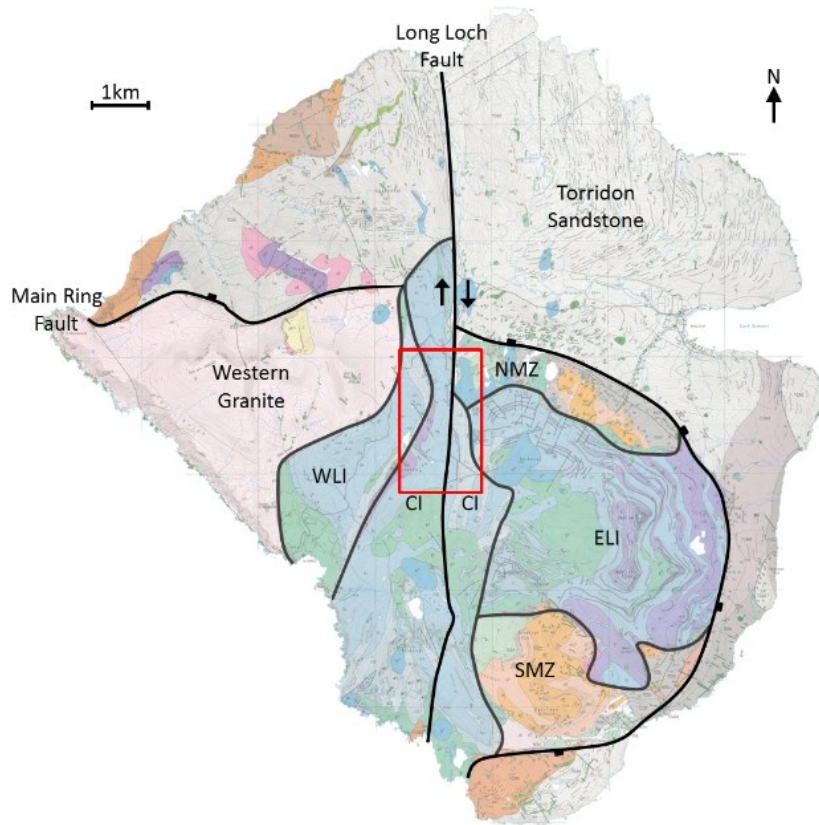 Long Loch
Fault
1km
N
Torridon
Sandstone
Main Ring
Fault
NMZ
Western
Granite
WLI
CI
CI
ELI
SMZ